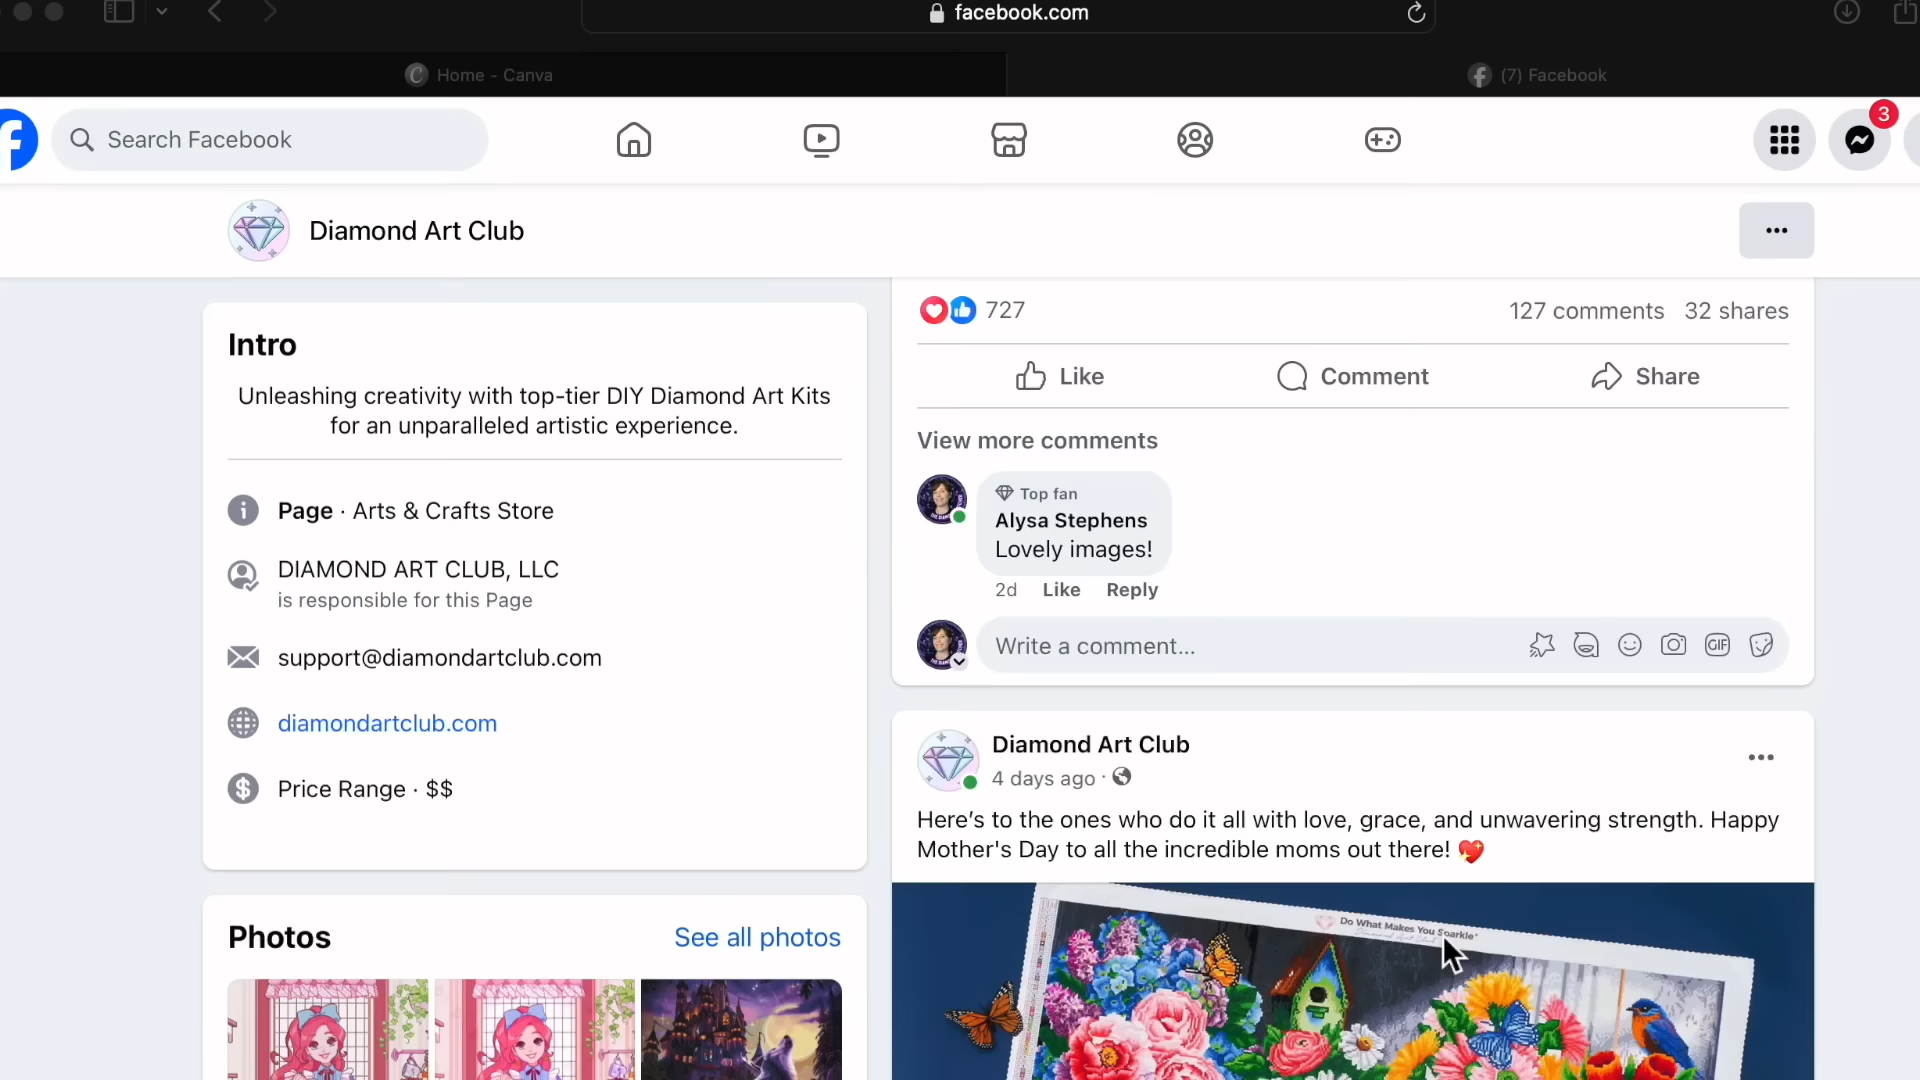 facebook.com
Home - Canva
(7) Facebook
Search Facebook
3
Diamond Art Club
Intro
Unleashing creativity with top-tier DIY Diamond Art Kits
for an unparalleled artistic experience.
Page · Arts & Crafts Store
DIAMOND ART CLUB, LLC
is responsible for this Page
support@diamondartclub.com
diamondartclub.com
Price Range · $$
Photos
See all photos
727
127 comments 32 shares
Like
Comment
Share
View more comments
Top fan
Alysa Stephens
Lovely images!
2d Like Reply
Write a comment...
GIF
Diamond Art Club
4 days ago ·
Here's to the ones who do it all with love, grace, and unwavering strength. Happy
Mother's Day to all the incredible moms out there! 💖
Do What Makes You Sparkle